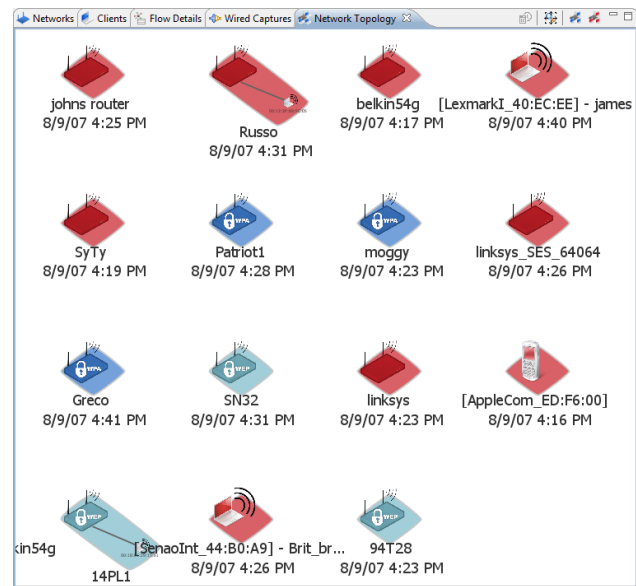 Networks Clients Flow Details Wired Captures Network Topology
johns router
8/9/07 4:25 PM
Russo
8/9/07 4:31 PM
belkin54g
8/9/07 4:17 PM
[LexmarkI_40:EC:EE] - james
8/9/07 4:40 PM
SyTy
8/9/07 4:19 PM
WPA
Patriot1
8/9/07 4:28 PM
WPA
moggy
8/9/07 4:23 PM
linksys_SES_64064
8/9/07 4:26 PM
WPA
Greco
8/9/07 4:41 PM
WEP
SN32
8/9/07 4:31 PM
linksys
8/9/07 4:23 PM
[AppleCom_ED:F6:00]
8/9/07 4:16 PM
kin54g
WEP
14PL1
[SenaoInt_44:B0:A9] - Brit_br...
8/9/07 4:26 PM
WEP
94T28
8/9/07 4:23 PM